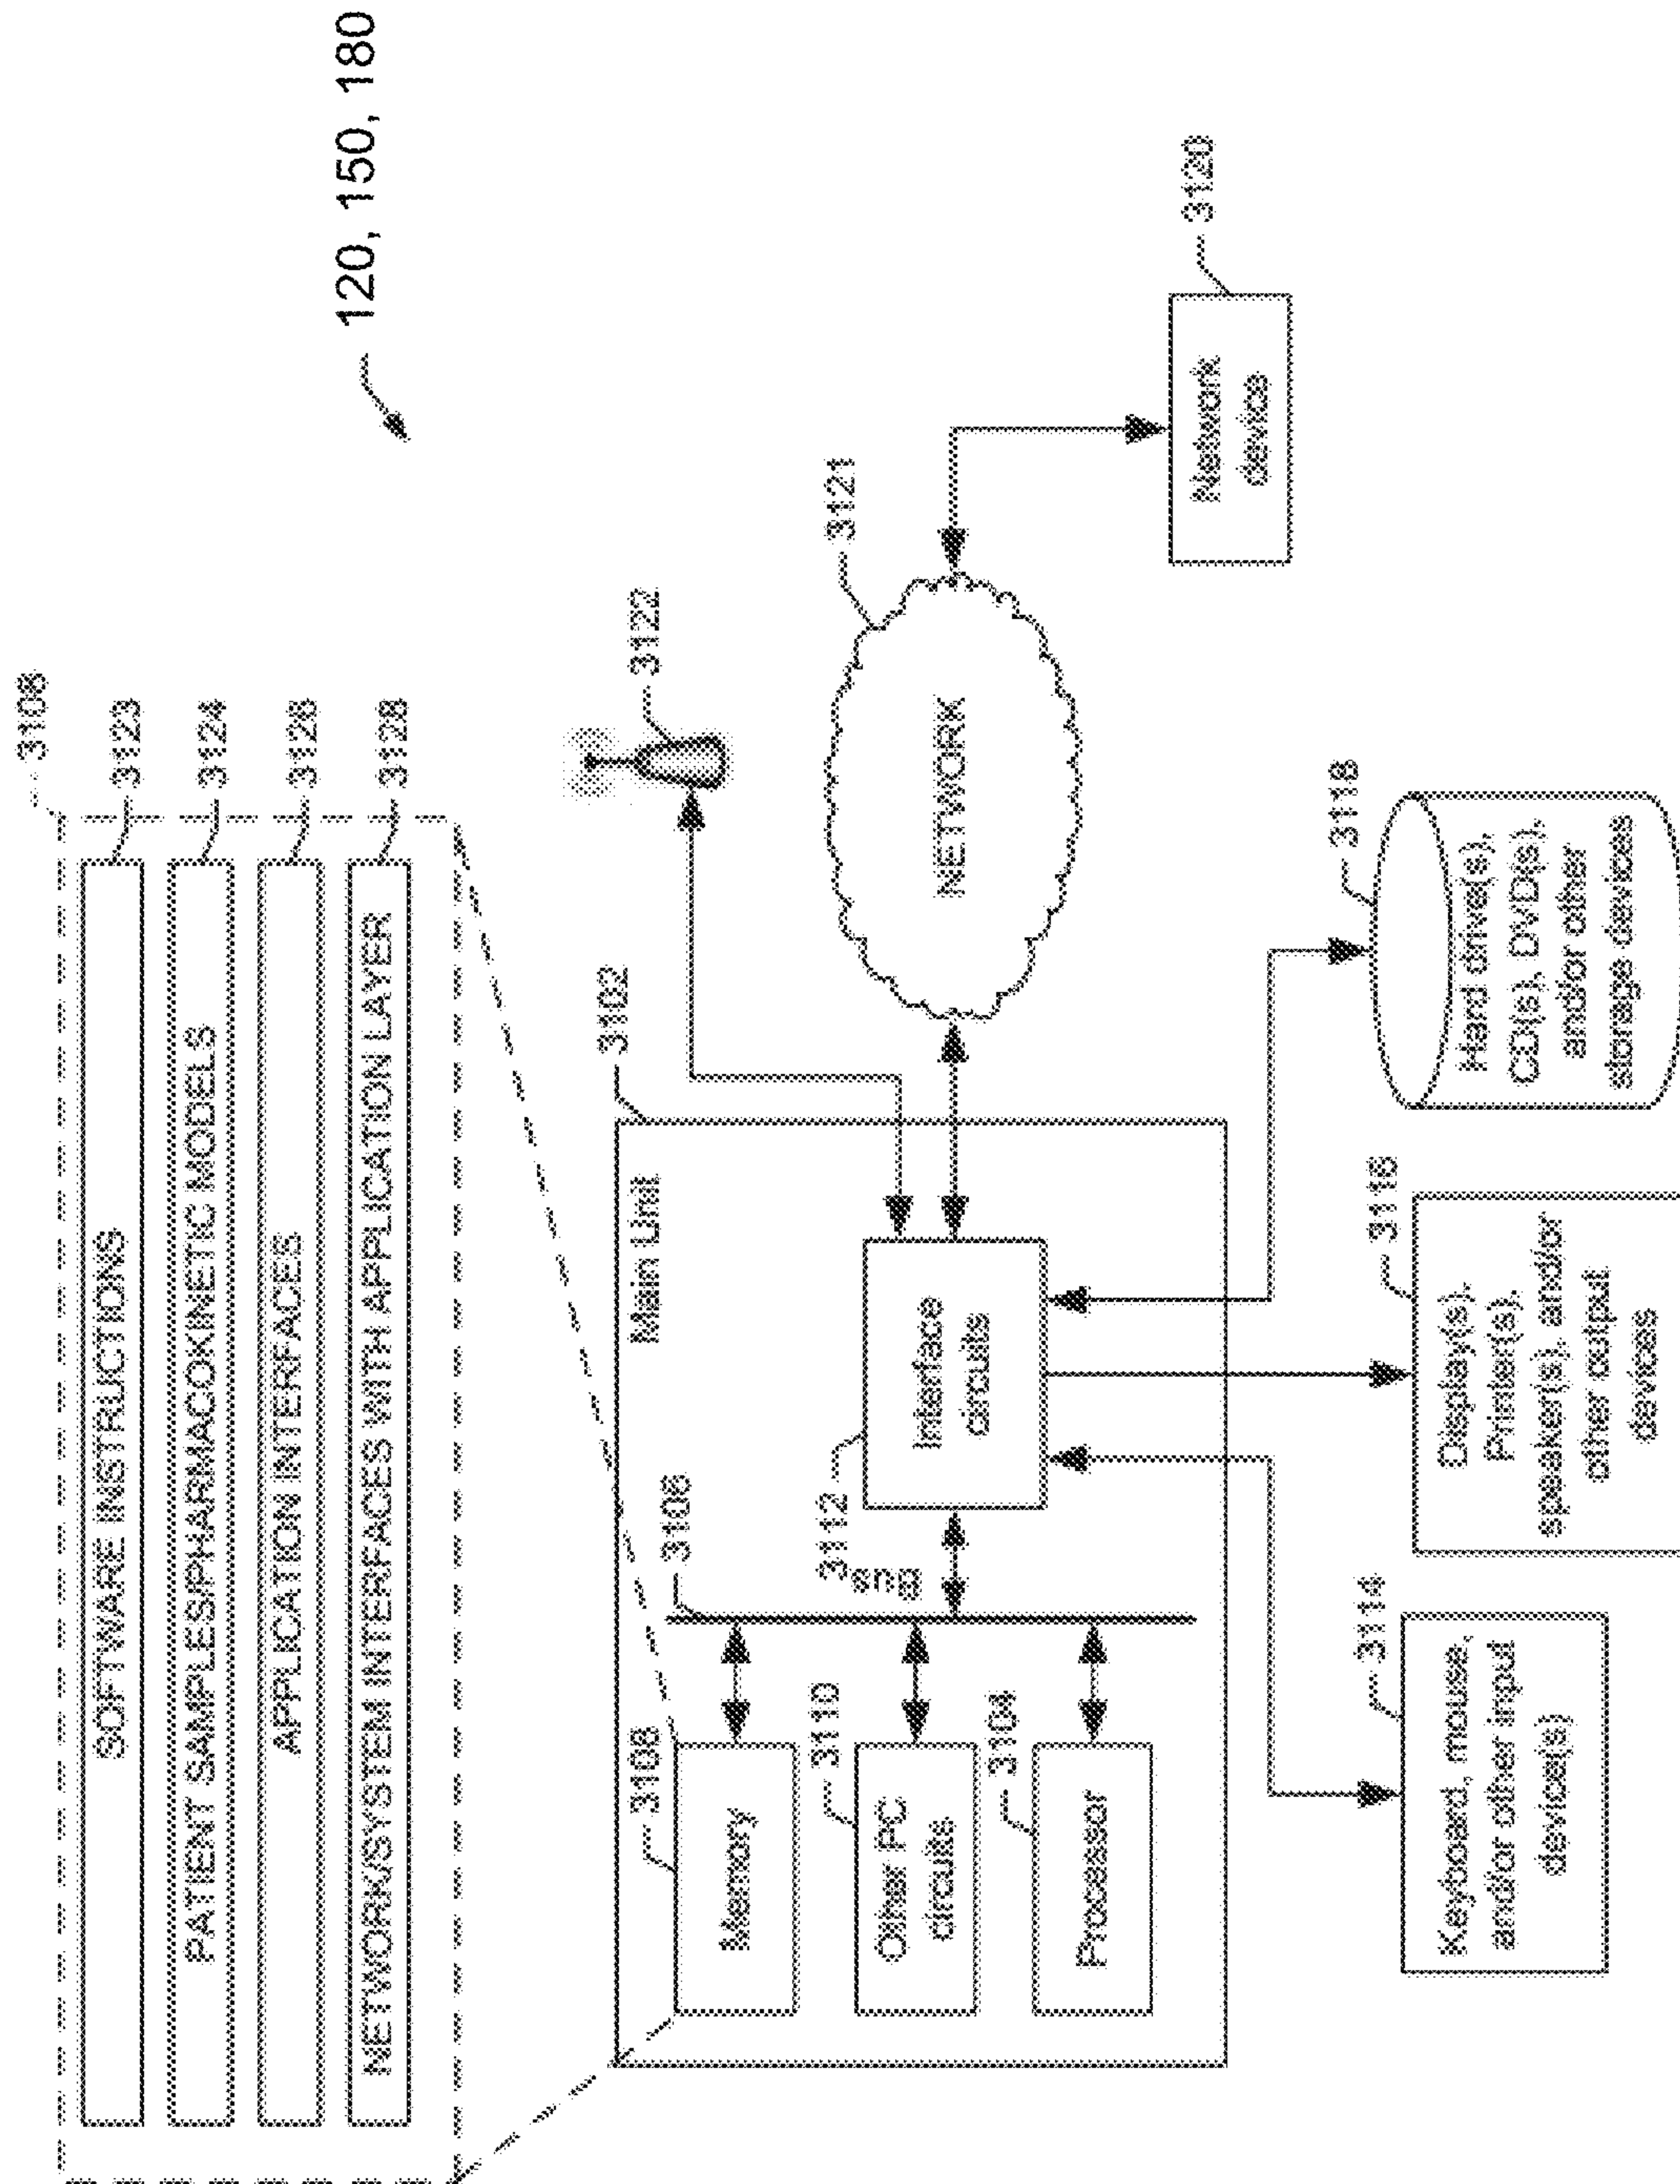 3108
SOFTWARE INSTRUCTIONS
3123
PATIENT SAMPLES/PHARMACOKINETIC MODELS
3124
APPLICATION INTERFACES
3126
NETWORK/SYSTEM INTERFACES WITH APPLICATION LAYER
3128
120, 150, 180
3102
Main Unit
3108
Memory
3110
Other PC
circuits
3104
Processor
3106
Bus
3112
Interface
circuits
3122
3121
NETWORK
3120
Network
device
3114
Keyboard, mouse,
and/or other input
device(s)
3116
Display(s),
Printer(s),
speaker(s), and/or
other output
devices
3118
Hard drive(s),
CD(s), DVD(s),
and/or other
storage devices